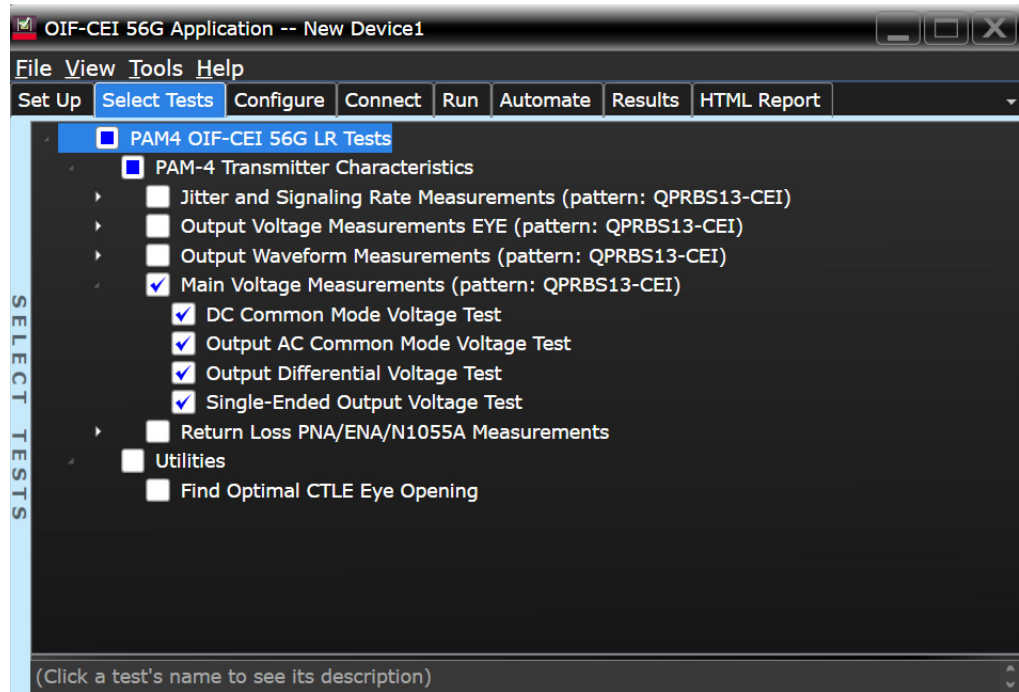 OIF-CEI 56G Application -- New Device1
File View Tools Help
Set Up Select Tests Configure Connect Run Automate Results HTML Report
PAM4 OIF-CEI 56G LR Tests
PAM-4 Transmitter Characteristics
Jitter and Signaling Rate Measurements (pattern: QPRBS13-CEI)
Output Voltage Measurements EYE (pattern: QPRBS13-CEI)
Output Waveform Measurements (pattern: QPRBS13-CEI)
Main Voltage Measurements (pattern: QPRBS13-CEI)
DC Common Mode Voltage Test
Output AC Common Mode Voltage Test
Output Differential Voltage Test
Single-Ended Output Voltage Test
Return Loss PNA/ENA/N1055A Measurements
Utilities
Find Optimal CTLE Eye Opening
SELECT TESTS
(Click a test's name to see its description)